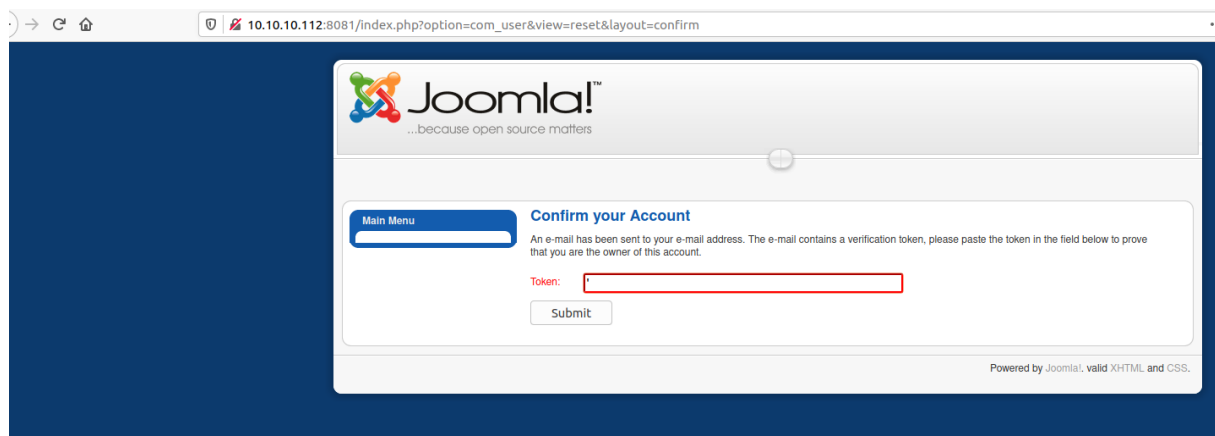 10.10.10.112:8081/index.php?option=com_user&view=reset&layout=confirm
Joomla!™
...because open source matters
Main Menu
Confirm your Account
An e-mail has been sent to your e-mail address. The e-mail contains a verification token, please paste the token in the field below to prove
that you are the owner of this account.
Token: '
Submit
Powered by Joomla!. valid XHTML and CSS.